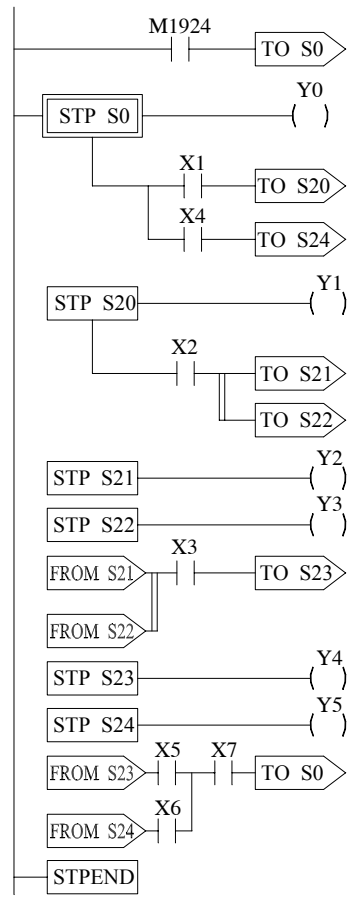 M1924
TO S0
Y0
STP S0
X1
TO S20
X4
TO S24
Y1
STP S20
X2
TO S21
TO S22
Y2
STP S21
Y3
STP S22
X3
FROM S21
TO S23
FROM S22
Y4
STP S23
Y5
STP S24
X5 X7
FROM S23
TO S0
X6
FROM S24
STPEND